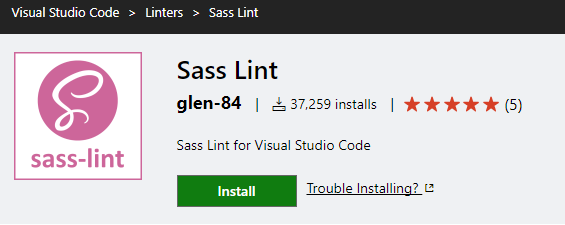 Visual Studio Code > Linters > Sass Lint
sass-lint
Sass Lint
glen-84 | 37,259 installs | (5)
Sass Lint for Visual Studio Code
Install Trouble Installing?